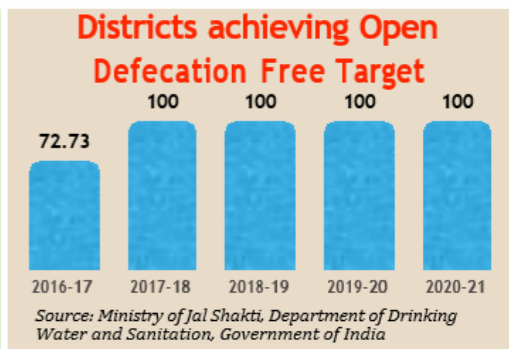 Districts achieving Open
Defecation Free Target
72.73
100
100
100
100
2016-17
2017-18
2018-19
2019-20
2020-21
Source: Ministry of Jal Shakti, Department of Drinking
Water and Sanitation, Government of India